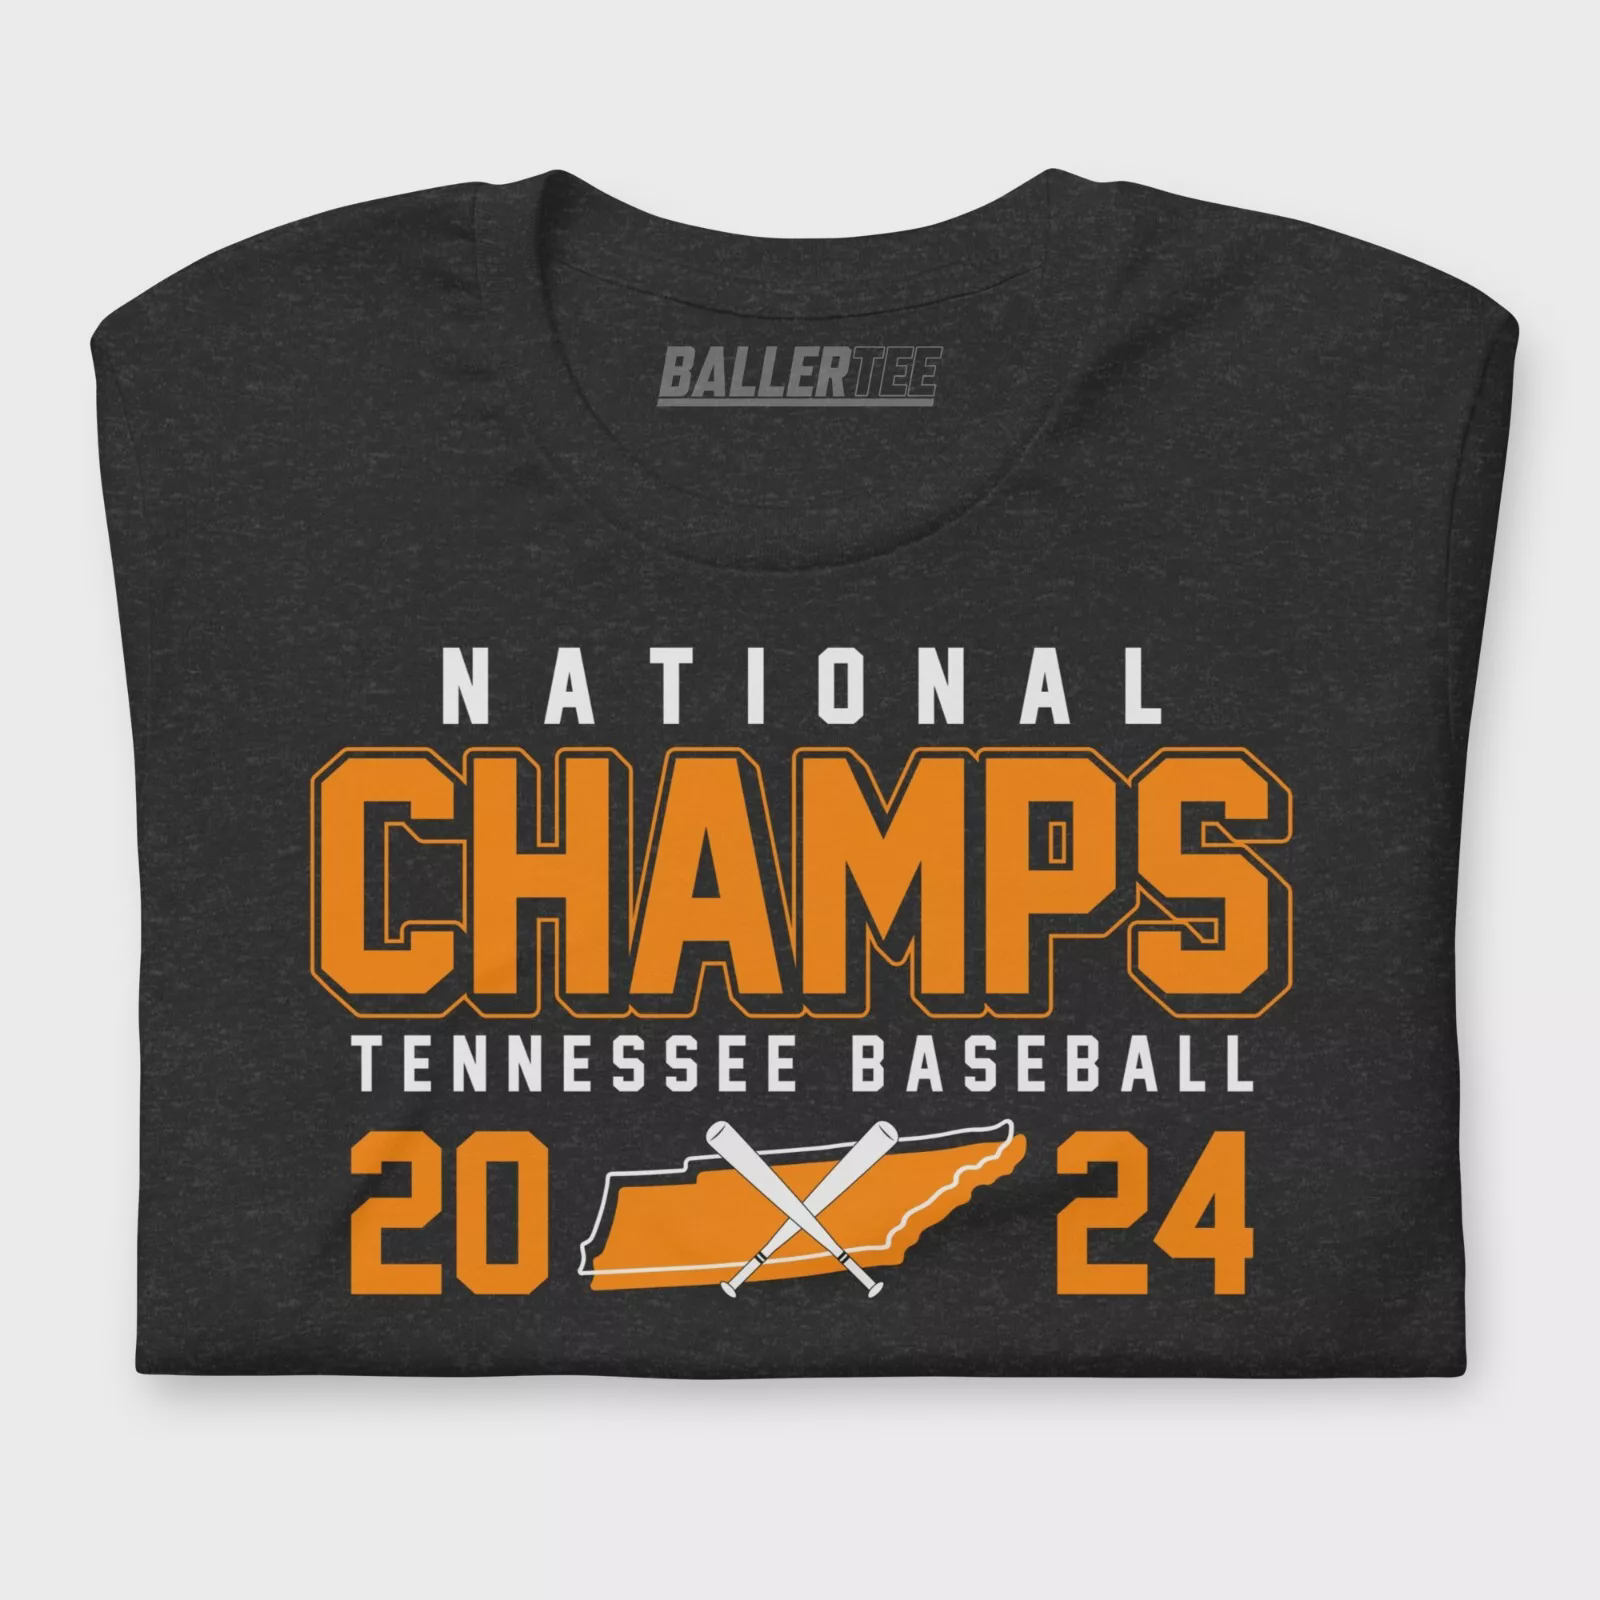 BALLERTEE
NATIONAL
CHAMPS
TENNESSEE BASEBALL
20 24